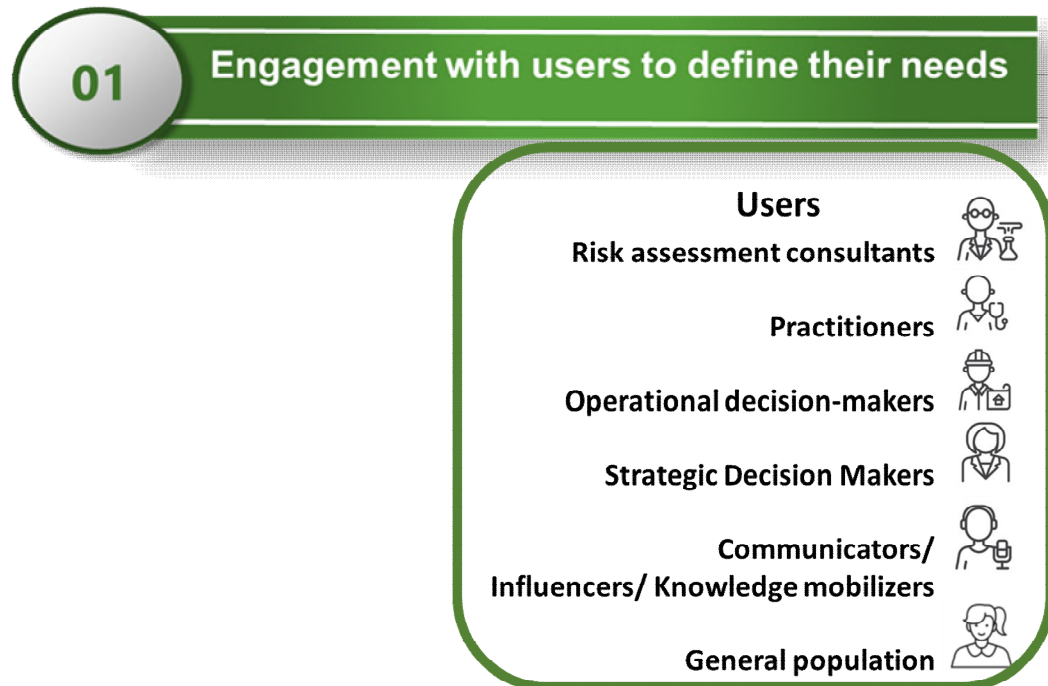 01
Engagement with users to define their needs
Users
Risk assessment consultants
Practitioners
Operational decision-makers
Strategic Decision Makers
Communicators/
Influencers/ Knowledge mobilizers
General population